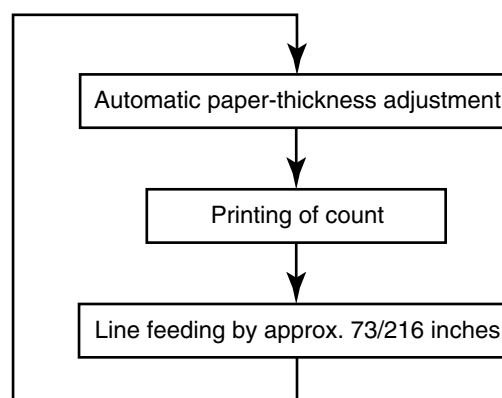 Automatic paper-thickness adjustment
Printing of count
Line feeding by approx. 73/216 inches